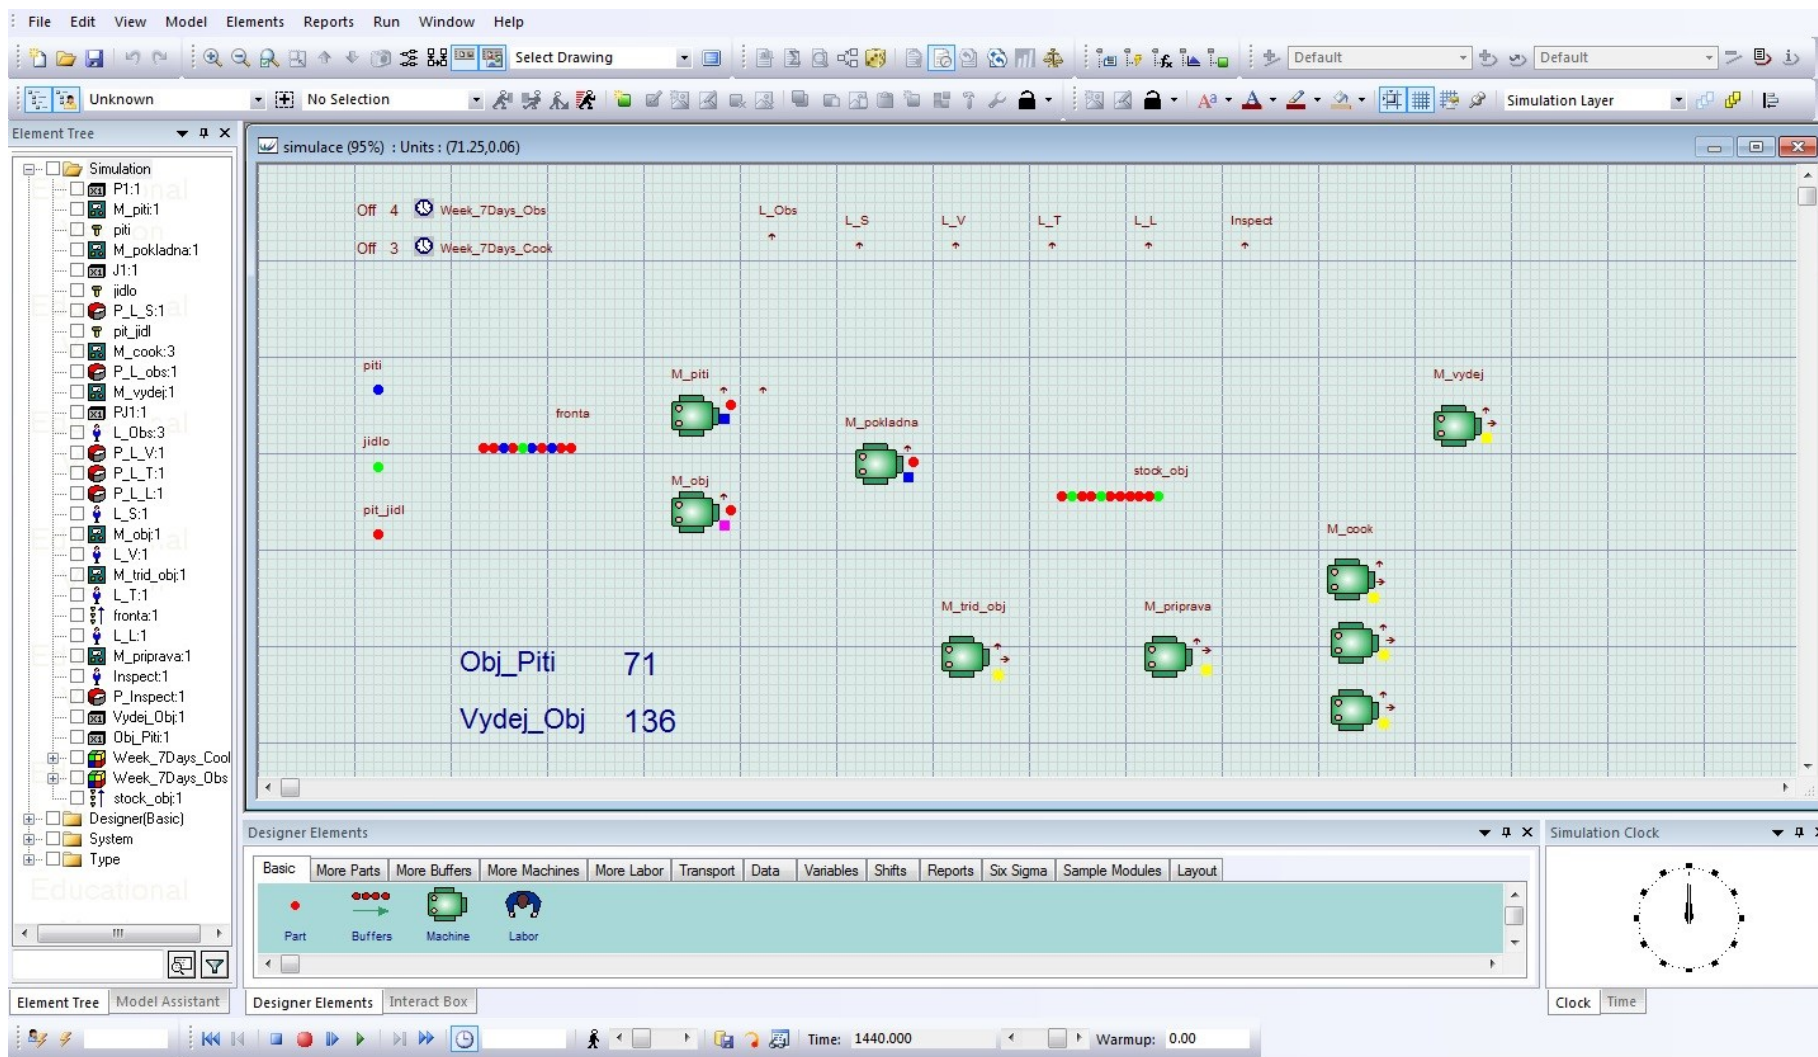 File Edit View Model Elements Reports Run Window Help
Select Drawing Default Default
Unknown No Selection Simulation Layer
Element Tree
Simulation
P1:1
M_piti:1
piti
M_pokladna:1
J1:1
jidlo
P_L_S:1
pit_jidl
M_cook:3
P_L_obs:1
M_vydej:1
PJ1:1
L_Obs:3
P_L_V:1
P_L_T:1
P_L_L:1
L_S:1
M_obj:1
L_V:1
M_trid_obj:1
L_T:1
fronta:1
L_L:1
M_priprava:1
Inspect:1
P_Inspect:1
Vydej_Obj:1
Obj_Piti:1
Week_7Days_Cool
Week_7Days_Obs
stock_obj:1
Designer(Basic)
System
Type
Educational
Element Tree Model Assistant
simulace (95%) : Units : (71.25,0.06)
Off 4 Week_7Days_Obs
Off 3 Week_7Days_Cook
L_Obs L_S L_V L_T L_L Inspect
piti
M_piti
M_vydej
fronta
M_pokladna
jidlo
stock_obj
M_obj
pit_jidl
M_cook
M_trid_obj
M_priprava
Obj_Piti 71
Vydej_Obj 136
Designer Elements
Basic More Parts More Buffers More Machines More Labor Transport Data Variables Shifts Reports Six Sigma Sample Modules Layout
Part Buffers Machine Labor
Designer Elements Interact Box
Simulation Clock
Clock Time
Time: 1440.000 Warmup: 0.00